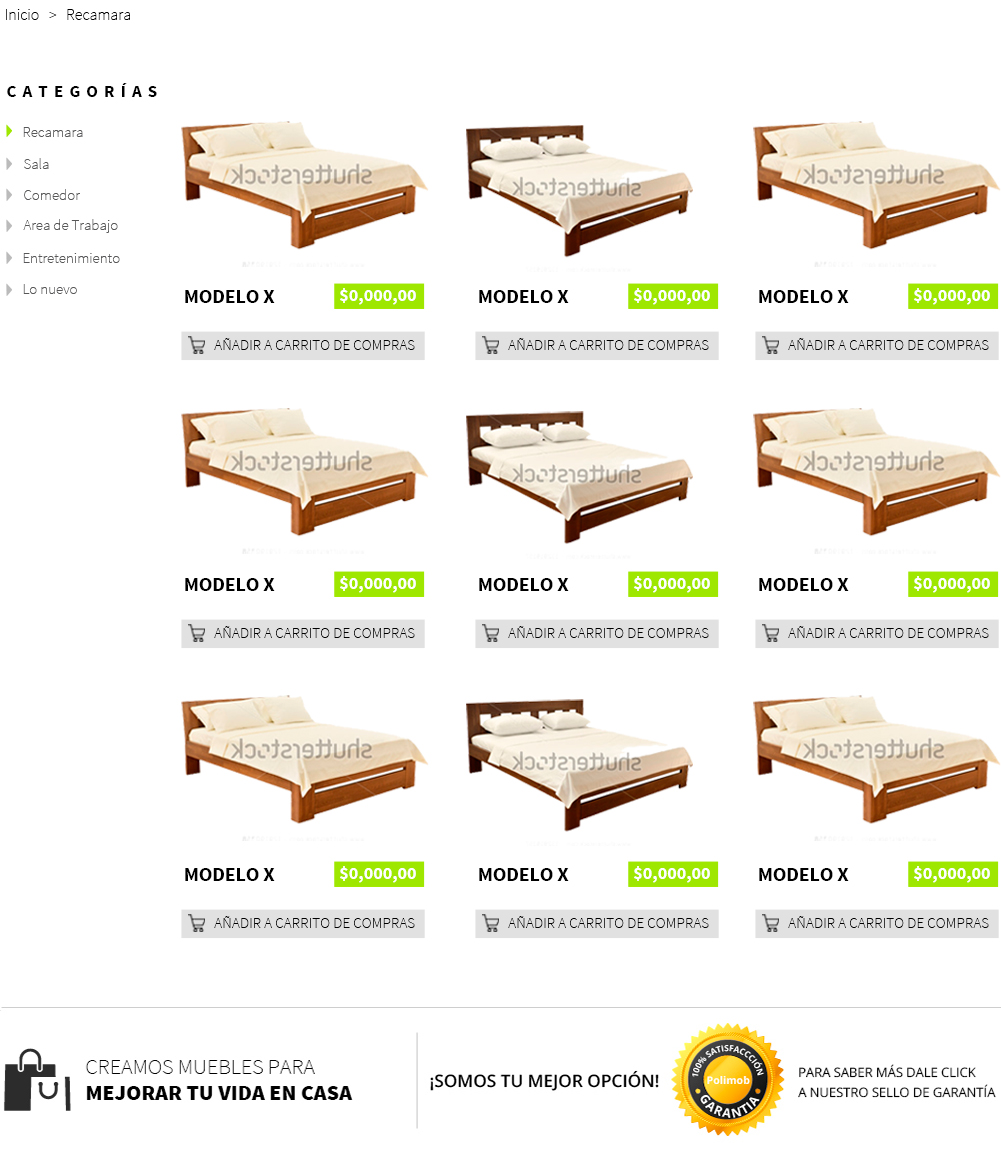 Inicio > Recamara
CATEGORÍAS
Recamara
Sala
Comedor
Area de Trabajo
Entretenimiento
Lo nuevo
shutterstock shutterstock shutterstock
MODELO X $0,000,00 MODELO X $0,000,00 MODELO X $0,000,00
AÑADIR A CARRITO DE COMPRAS AÑADIR A CARRITO DE COMPRAS AÑADIR A CARRITO DE COMPRAS
shutterstock shutterstock shutterstock
MODELO X $0,000,00 MODELO X $0,000,00 MODELO X $0,000,00
AÑADIR A CARRITO DE COMPRAS AÑADIR A CARRITO DE COMPRAS AÑADIR A CARRITO DE COMPRAS
shutterstock shutterstock shutterstock
MODELO X $0,000,00 MODELO X $0,000,00 MODELO X $0,000,00
AÑADIR A CARRITO DE COMPRAS AÑADIR A CARRITO DE COMPRAS AÑADIR A CARRITO DE COMPRAS
CREAMOS MUEBLES PARA
MEJORAR TU VIDA EN CASA
¡SOMOS TU MEJOR OPCIÓN!
100% SATISFACCCIÓN
Polimob
GARANTIA
PARA SABER MÁS DALE CLICK
A NUESTRO SELLO DE GARANTÍA